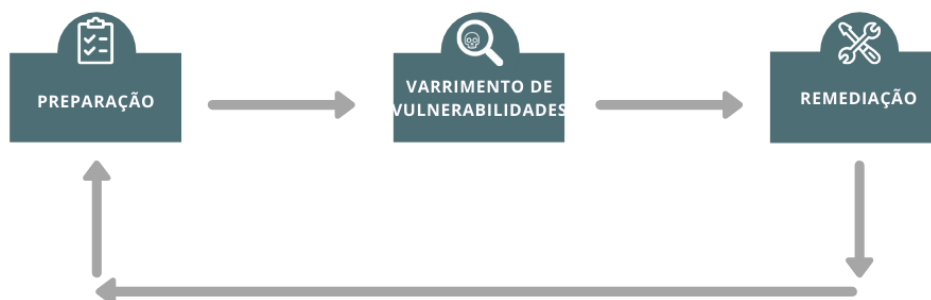 PREPARAÇÃO
VARRIMENTO DE
VULNERABILIDADES
REMEDIAÇÃO